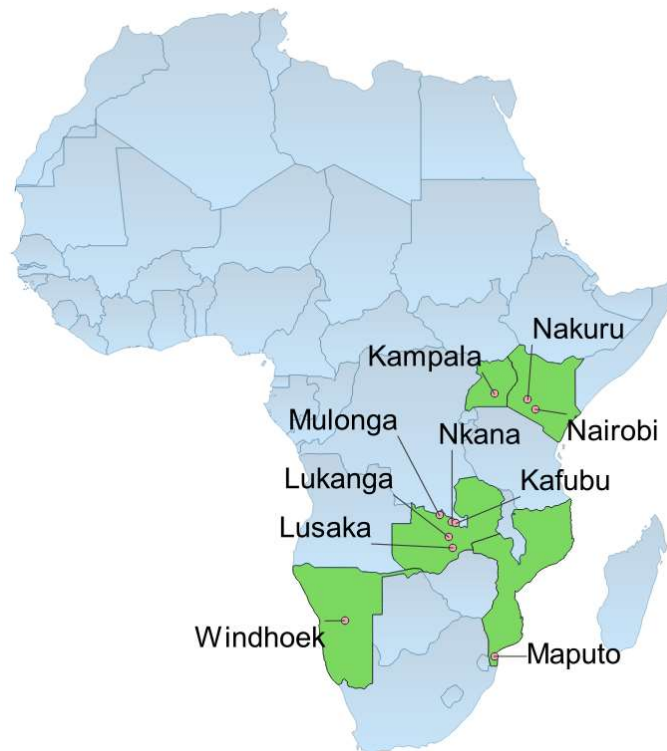 Nakuru
Kampala
Mulonga
Nkana
Nairobi
Lukanga
Kafubu
Lusaka
Windhoek
Maputo